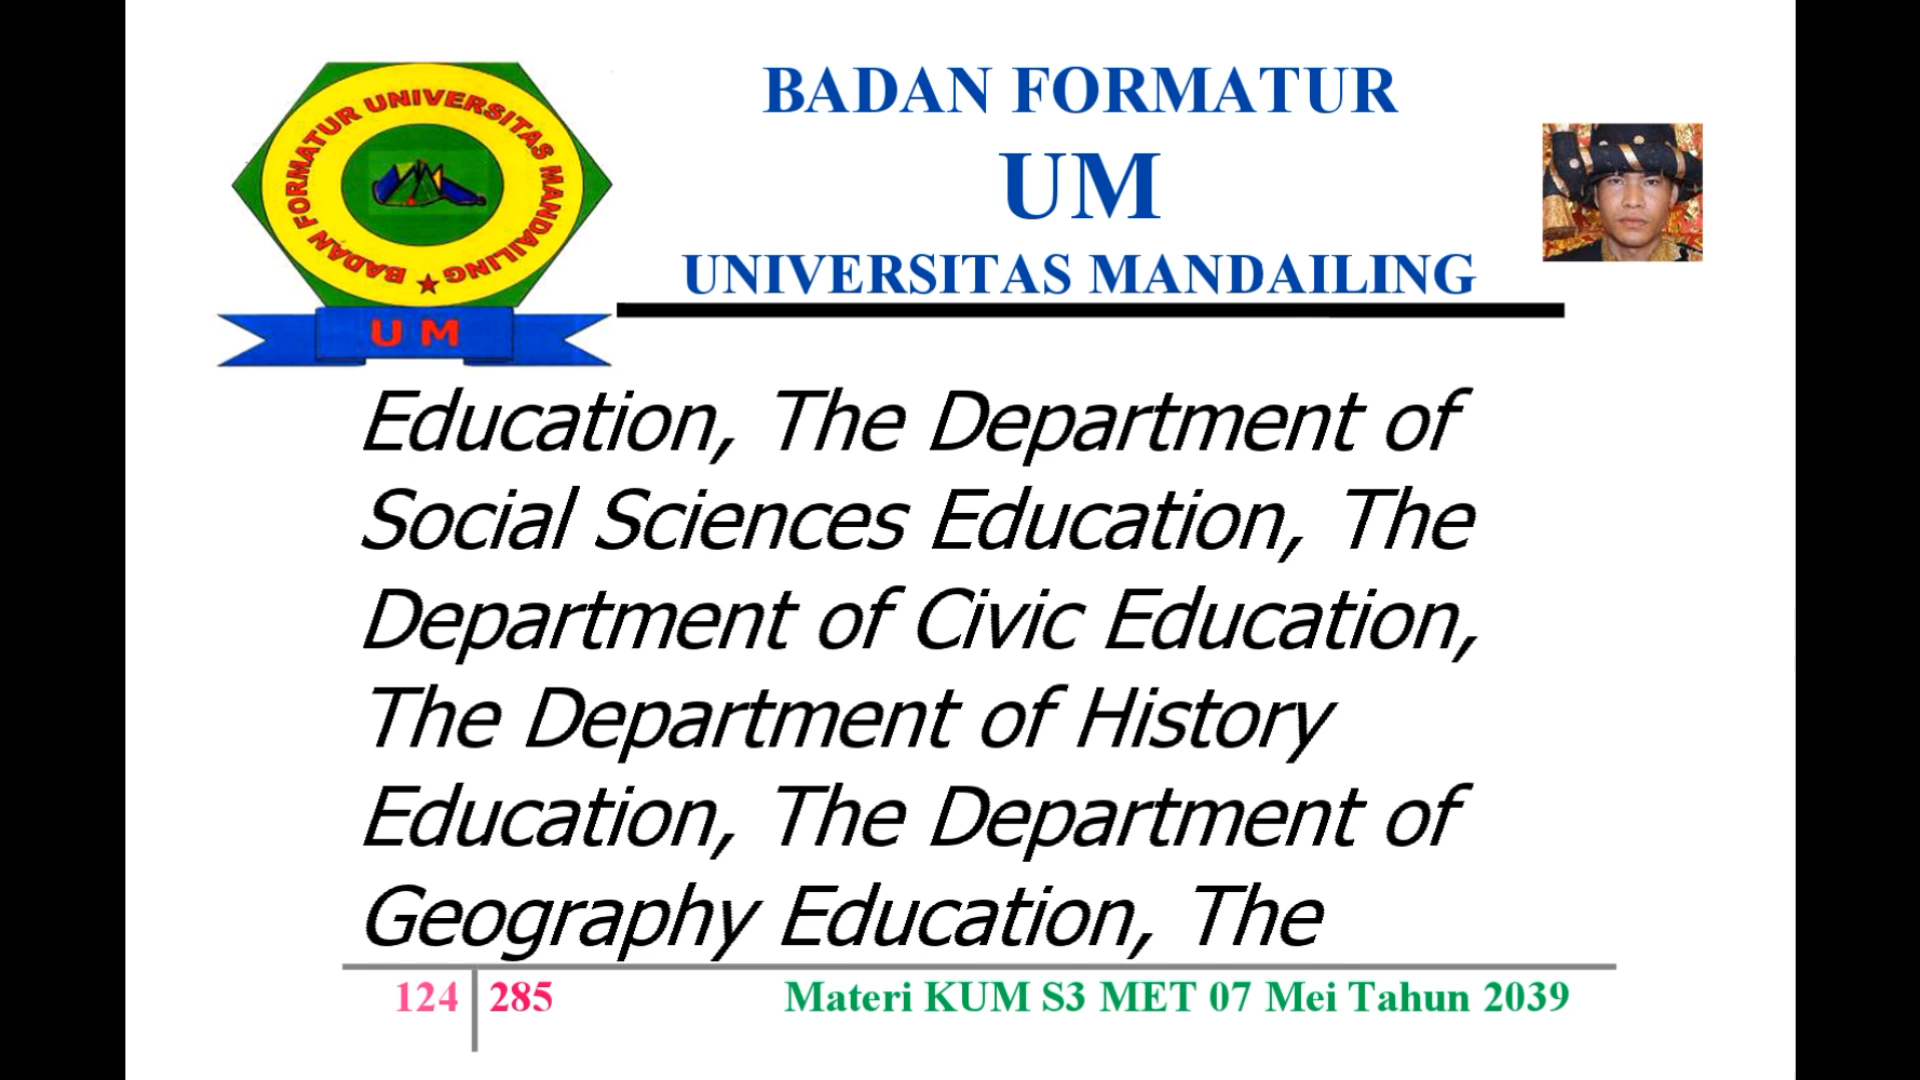 BADAN FORMATUR UNIVERSITAS MANDAILING
U M
BADAN FORMATUR
UM
UNIVERSITAS MANDAILING
Education, The Department of
Social Sciences Education, The
Department of Civic Education,
The Department of History
Education, The Department of
Geography Education, The
124 285 Materi KUM S3 MET 07 Mei Tahun 2039